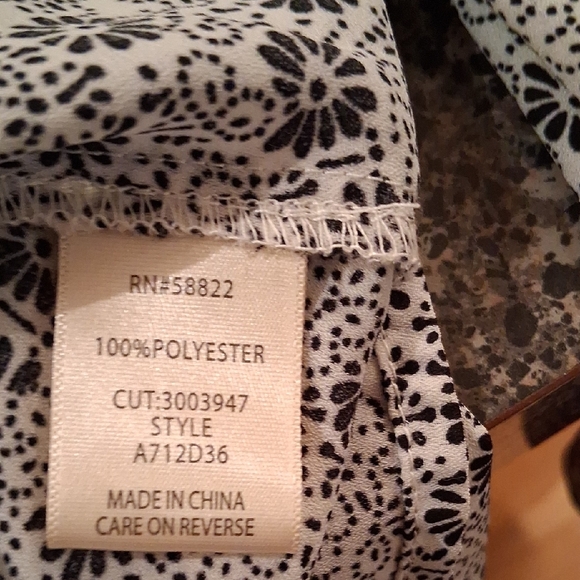 RN#58822
100%POLYESTER
CUT:3003947
STYLE
A712D36
MADE IN CHINA
CARE ON REVERSE